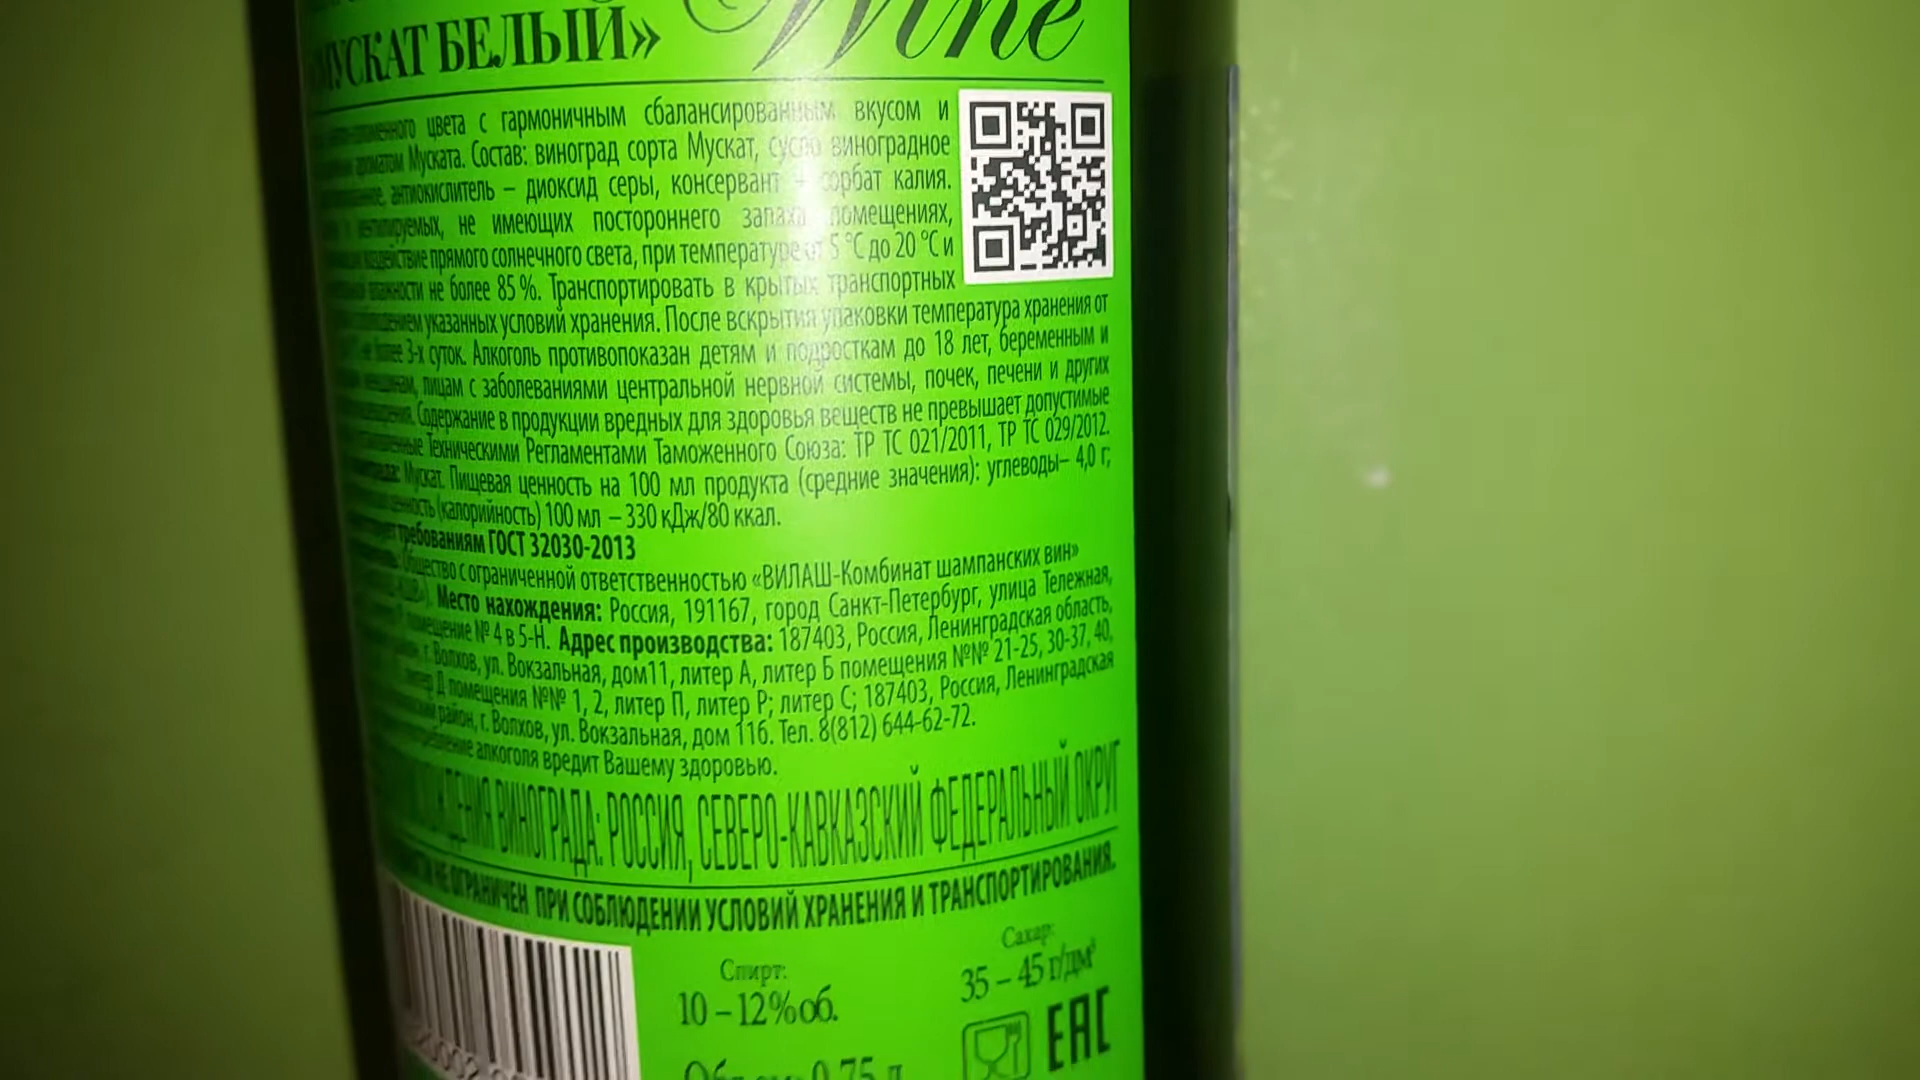 «МУСКАТ БЕЛЫЙ» Wine
цвета с гармоничным сбалансированным вкусом и
ароматом Муската. Состав: виноград сорта Мускат, сусло виноградное
антиокислитель – диоксид серы, консервант – сорбат калия.
вентилируемых, не имеющих постороннего запаха помещениях,
воздействие прямого солнечного света, при температуре от 5 °С до 20 °С и
влажности не более 85 %. Транспортировать в крытых транспортных
указанных условий хранения. После вскрытия упаковки температура хранения от
не более 3-х суток. Алкоголь противопоказан детям и подросткам до 18 лет, беременным и
женщинам, лицам с заболеваниями центральной нервной системы, почек, печени и других
Содержание в продукции вредных для здоровья веществ не превышает допустимые
Техническими Регламентами Таможенного Союза: ТР ТС 021/2011, ТР ТС 029/2012.
Мускат. Пищевая ценность на 100 мл продукта (средние значения): углеводы– 4,0 г;
ценность (калорийность) 100 мл – 330 кДж/80 ккал.
требованиям ГОСТ 32030-2013
Общество с ограниченной ответственностью «ВИЛАШ-Комбинат шампанских вин»
Место нахождения: Россия, 191167, город Санкт-Петербург, улица Тележная,
помещение № 4 в 5-Н. Адрес производства: 187403, Россия, Ленинградская область,
г. Волхов, ул. Вокзальная, дом11, литер А, литер Б помещения №№ 21-25, 30-37, 40,
литер Д помещения №№ 1, 2, литер П, литер Р; литер С; 187403, Россия, Ленинградская
район, г. Волхов, ул. Вокзальная, дом 11б. Тел. 8(812) 644-62-72.
алкоголя вредит Вашему здоровью.
ВИНОГРАДА: РОССИЯ, СЕВЕРО-КАВКАЗСКИЙ ФЕДЕРАЛЬНЫЙ ОКРУГ
НЕ ОГРАНИЧЕН ПРИ СОБЛЮДЕНИИ УСЛОВИЙ ХРАНЕНИЯ И ТРАНСПОРТИРОВАНИЯ.
Спирт:
10 – 12% об.
Сахар:
35 – 45 г/дм³
EAC
0,75 л